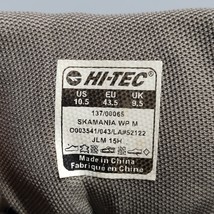 HI-TEC
US EU UK
10.5 43.5 9.5
137/00065
SKAMANIA WP M
O003541/043/LAP52122
JLM 15H
Made in China
Fabriqué en Chine